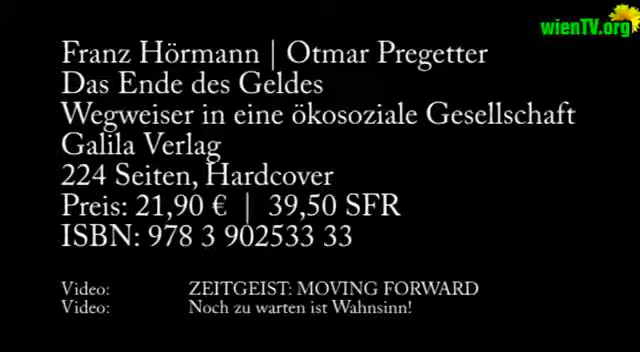 wienTV.org
Franz Hörmann | Otmar Pregetter
Das Ende des Geldes
Wegweiser in eine ökosoziale Gesellschaft
Galila Verlag
224 Seiten, Hardcover
Preis: 21,90 € | 39,50 SFR
ISBN: 978 3 902533 33
Video: ZEITGEIST: MOVING FORWARD
Video: Noch zu warten ist Wahnsinn!